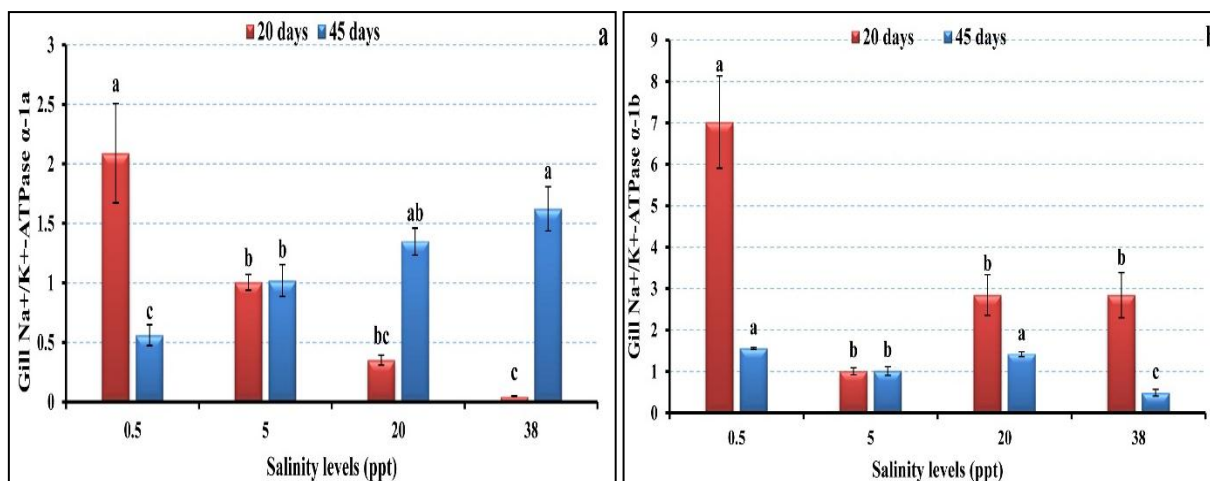 20 days 45 days
a
Gill Na+/K+-ATPase α-1a
3
2.5
2
1.5
1
0.5
0
a
c
b
b
bc
ab
c
a
0.5 5 20 38
Salinity levels (ppt)
20 days 45 days
b
Gill Na+/K+-ATPase α-1b
9
8
7
6
5
4
3
2
1
0
a
a
b
b
b
a
b
c
0.5 5 20 38
Salinity levels (ppt)